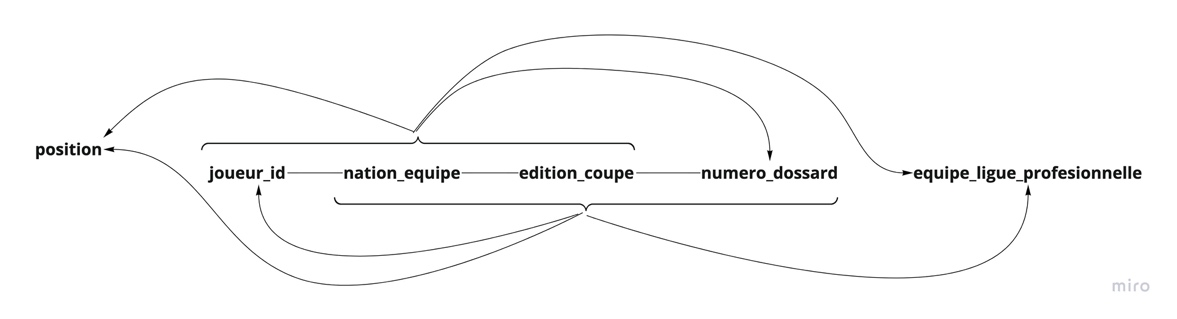 position
joueur_id nation_equipe edition_coupe numero_dossard equipe_ligue_profesionnelle
miro